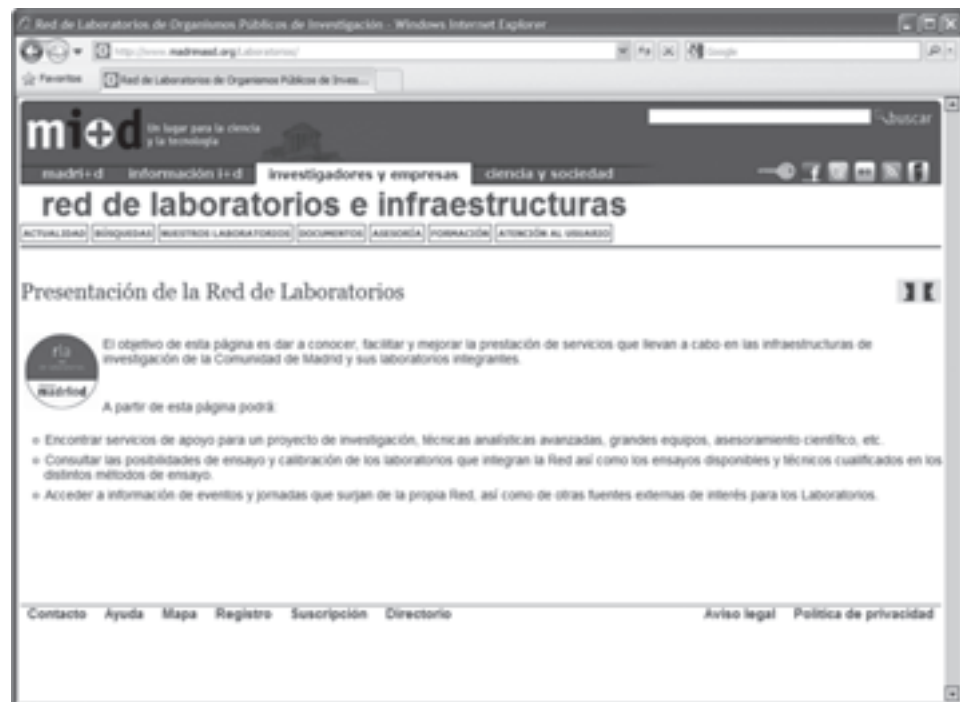 Red de Laboratorios de Organismos Públicos de Investigación - Windows Internet Explorer
http://www.madrimasd.org/Laboratorios/
Google
Favoritos
Red de Laboratorios de Organismos Públicos de Inves...
mi+d
Un lugar para la ciencia
y la tecnología
buscar
madri+d información i+d investigadores y empresas ciencia y sociedad
red de laboratorios e infraestructuras
ACTUALIDAD BÚSQUEDAS NUESTROS LABORATORIOS DOCUMENTOS ASESORÍA FORMACIÓN ATENCIÓN AL USUARIO
Presentación de la Red de Laboratorios
El objetivo de esta página es dar a conocer, facilitar y mejorar la prestación de servicios que llevan a cabo en las infraestructuras de
investigación de la Comunidad de Madrid y sus laboratorios integrantes.
A partir de esta página podrá:
Encontrar servicios de apoyo para un proyecto de investigación, técnicas analíticas avanzadas, grandes equipos, asesoramiento científico, etc.
Consultar las posibilidades de ensayo y calibración de los laboratorios que integran la Red así como los ensayos disponibles y técnicos cualificados en los
distintos métodos de ensayo.
Acceder a información de eventos y jornadas que surjan de la propia Red, así como de otras fuentes externas de interés para los Laboratorios.
Contacto Ayuda Mapa Registro Suscripción Directorio Aviso legal Política de privacidad